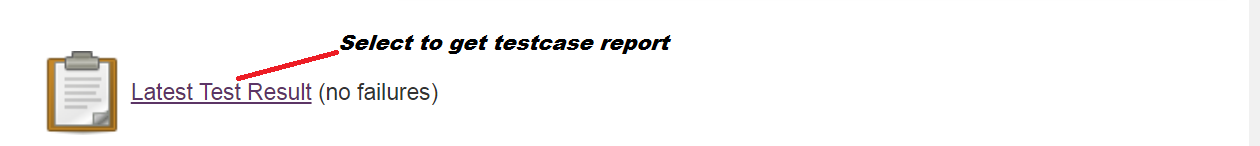 Select to get testcase report
Latest Test Result (no failures)